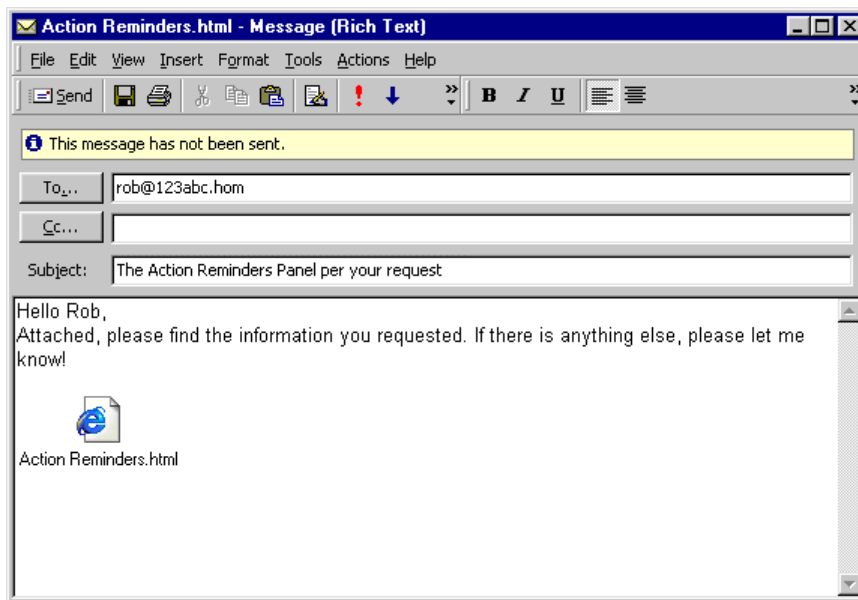 Action Reminders.html - Message (Rich Text)
File Edit View Insert Format Tools Actions Help
Send B I U
This message has not been sent.
To... rob@123abc.hom
Cc...
Subject: The Action Reminders Panel per your request
Hello Rob,
Attached, please find the information you requested. If there is anything else, please let me
know!
Action Reminders.html